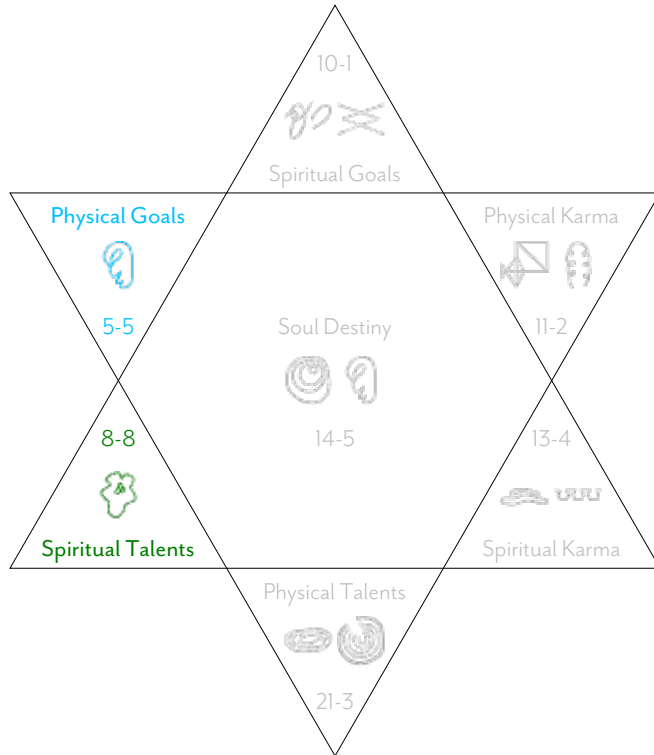 10-1
Spiritual Goals
Physical Goals
5-5
Physical Karma
11-2
Soul Destiny
14-5
8-8
Spiritual Talents
13-4
Spiritual Karma
Physical Talents
21-3